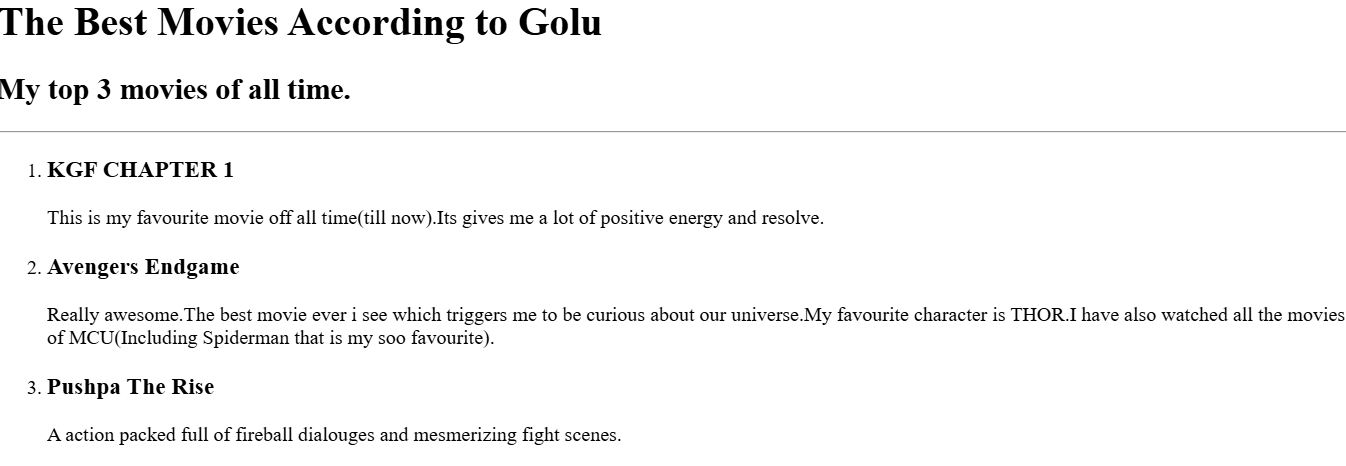 The Best Movies According to Golu
My top 3 movies of all time.
1. KGF CHAPTER 1
This is my favourite movie off all time(till now).Its gives me a lot of positive energy and resolve.
2. Avengers Endgame
Really awesome.The best movie ever i see which triggers me to be curious about our universe.My favourite character is THOR.I have also watched all the movies
of MCU(Including Spiderman that is my soo favourite).
3. Pushpa The Rise
A action packed full of fireball dialouges and mesmerizing fight scenes.